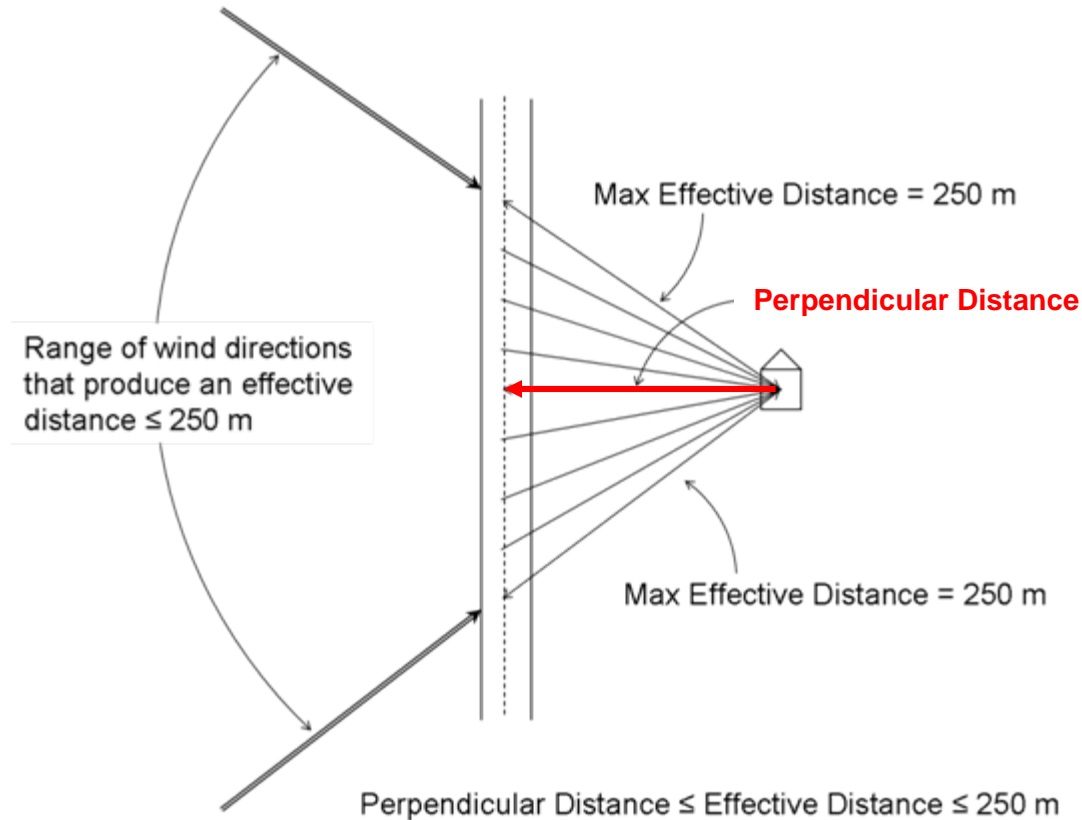 Max Effective Distance = 250 m
Perpendicular Distance
Range of wind directions
that produce an effective
distance ≤ 250 m
Max Effective Distance = 250 m
Perpendicular Distance ≤ Effective Distance ≤ 250 m